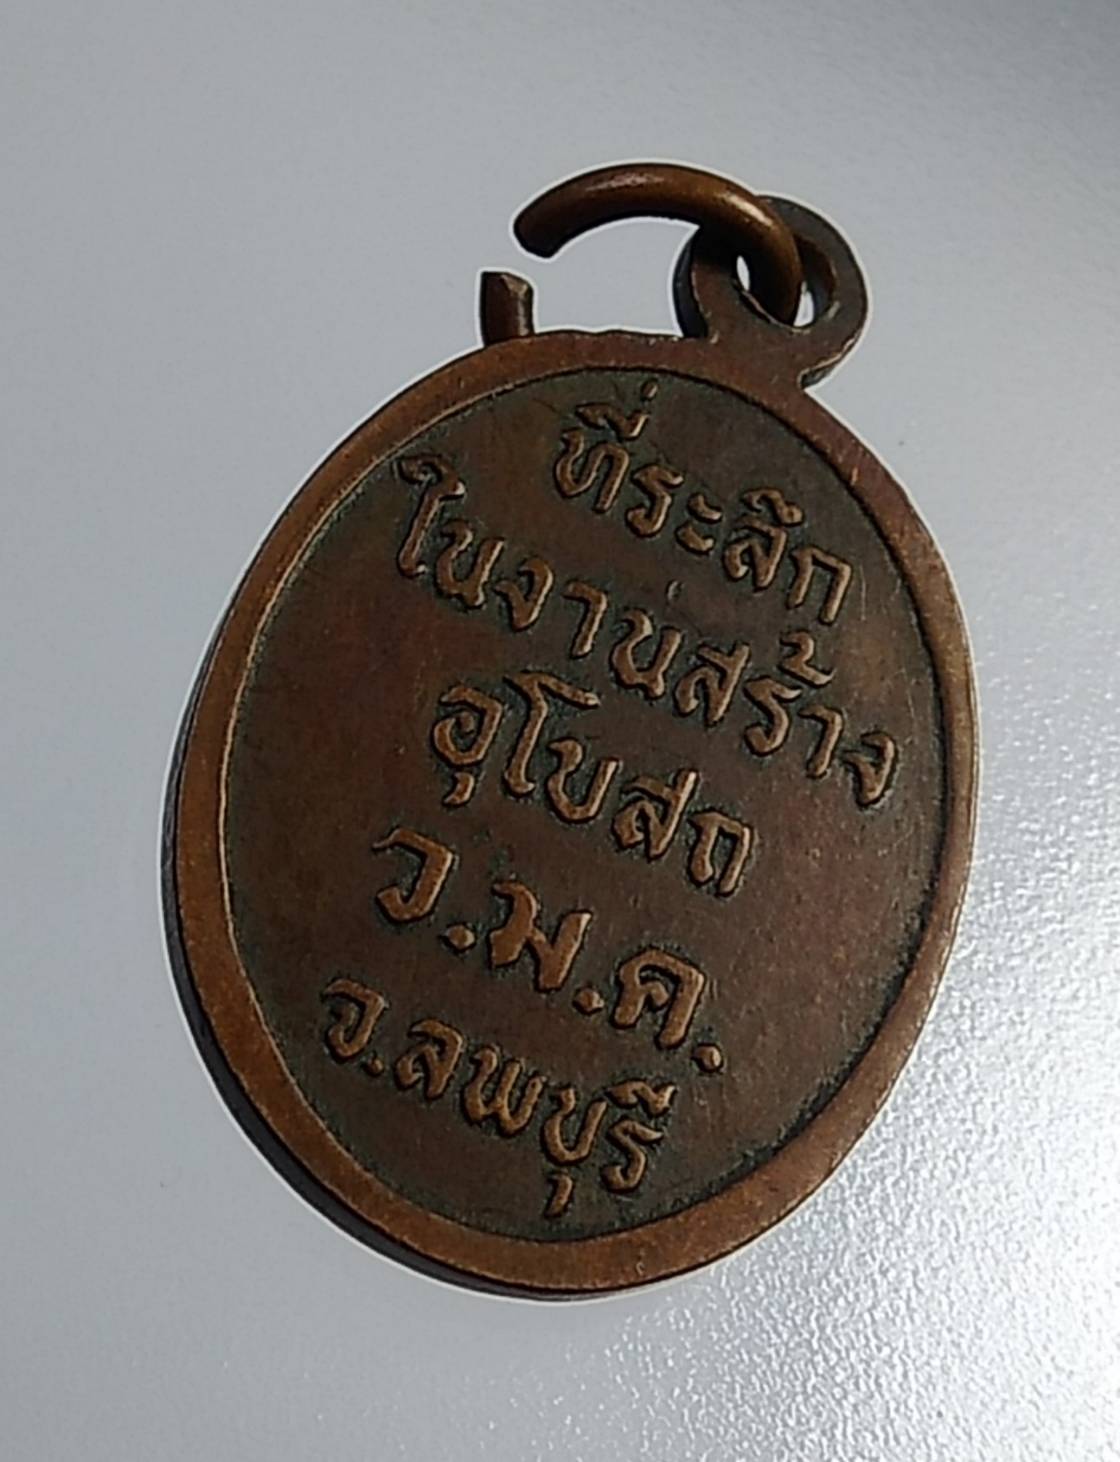 ที่ระลึก
ในงานสร้าง
อุโบสถ
ว.ม.ค.
จ.ลพบุรี